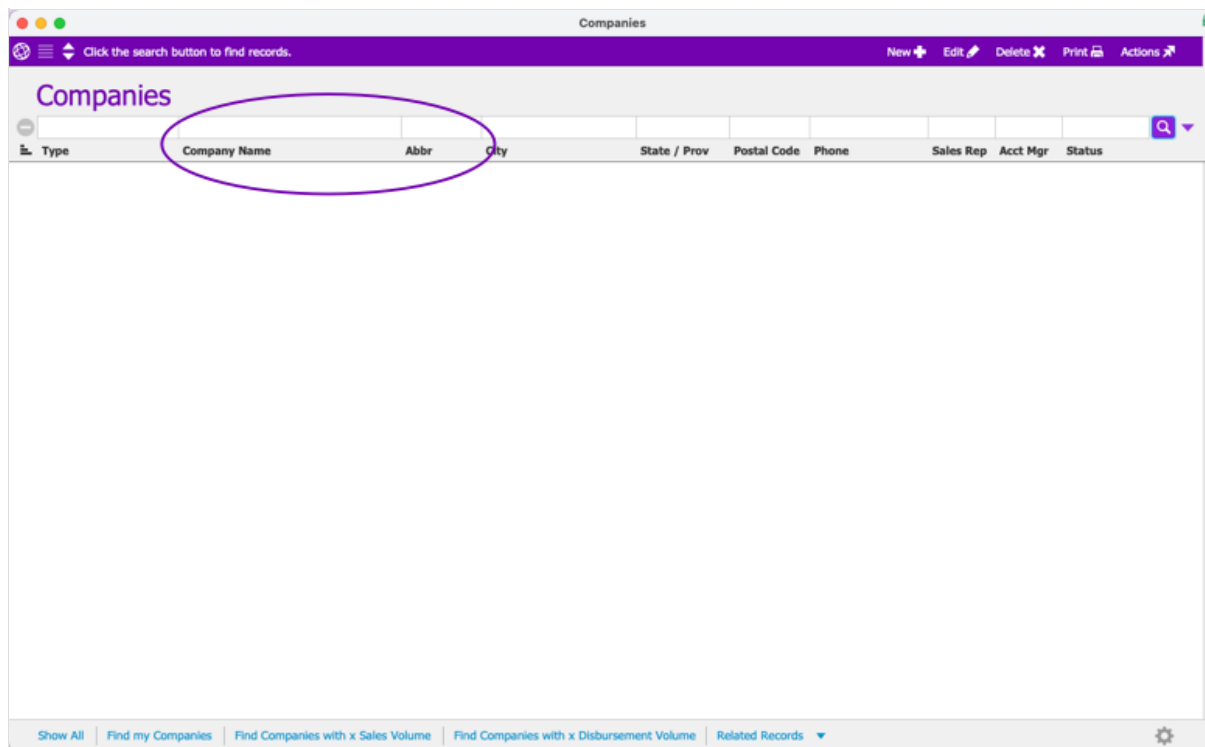 Companies
Click the search button to find records. New Edit Delete Print Actions
Companies
Type Company Name Abbr City State / Prov Postal Code Phone Sales Rep Acct Mgr Status
Show All Find my Companies Find Companies with x Sales Volume Find Companies with x Disbursement Volume Related Records